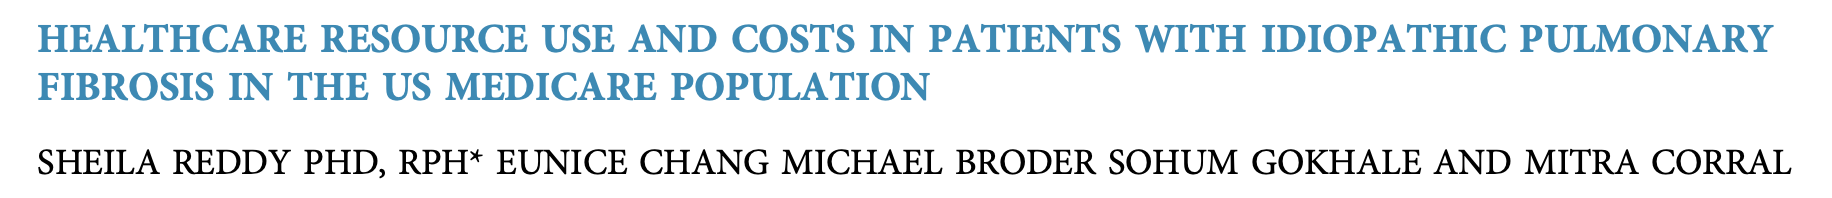 HEALTHCARE RESOURCE USE AND COSTS IN PATIENTS WITH IDIOPATHIC PULMONARY
FIBROSIS IN THE US MEDICARE POPULATION
SHEILA REDDY PHD, RPH* EUNICE CHANG MICHAEL BRODER SOHUM GOKHALE AND MITRA CORRAL